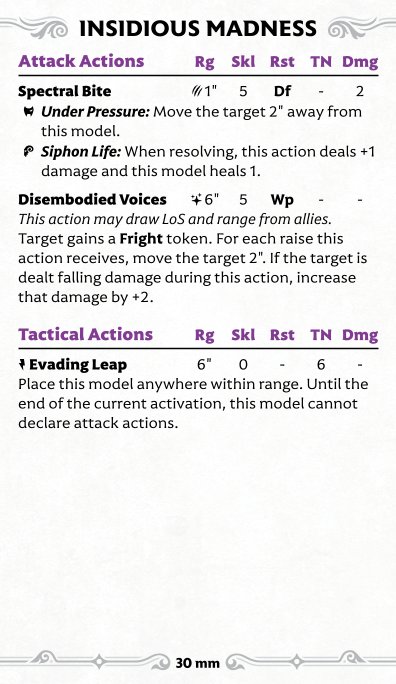 INSIDIOUS MADNESS
Attack Actions Rg Skl Rst TN Dmg
Spectral Bite 1" 5 Df - 2
Under Pressure: Move the target 2" away from
this model.
Siphon Life: When resolving, this action deals +1
damage and this model heals 1.
Disembodied Voices 6" 5 Wp - -
This action may draw LoS and range from allies.
Target gains a Fright token. For each raise this
action receives, move the target 2". If the target is
dealt falling damage during this action, increase
that damage by +2.
Tactical Actions Rg Skl Rst TN Dmg
Evading Leap 6" 0 - 6 -
Place this model anywhere within range. Until the
end of the current activation, this model cannot
declare attack actions.
30 mm